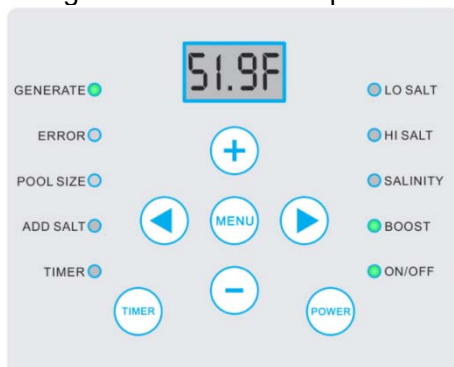 51.9F
GENERATE
LO SALT
ERROR
HI SALT
POOL SIZE
SALINITY
MENU
ADD SALT
BOOST
TIMER
ON/OFF
TIMER
POWER